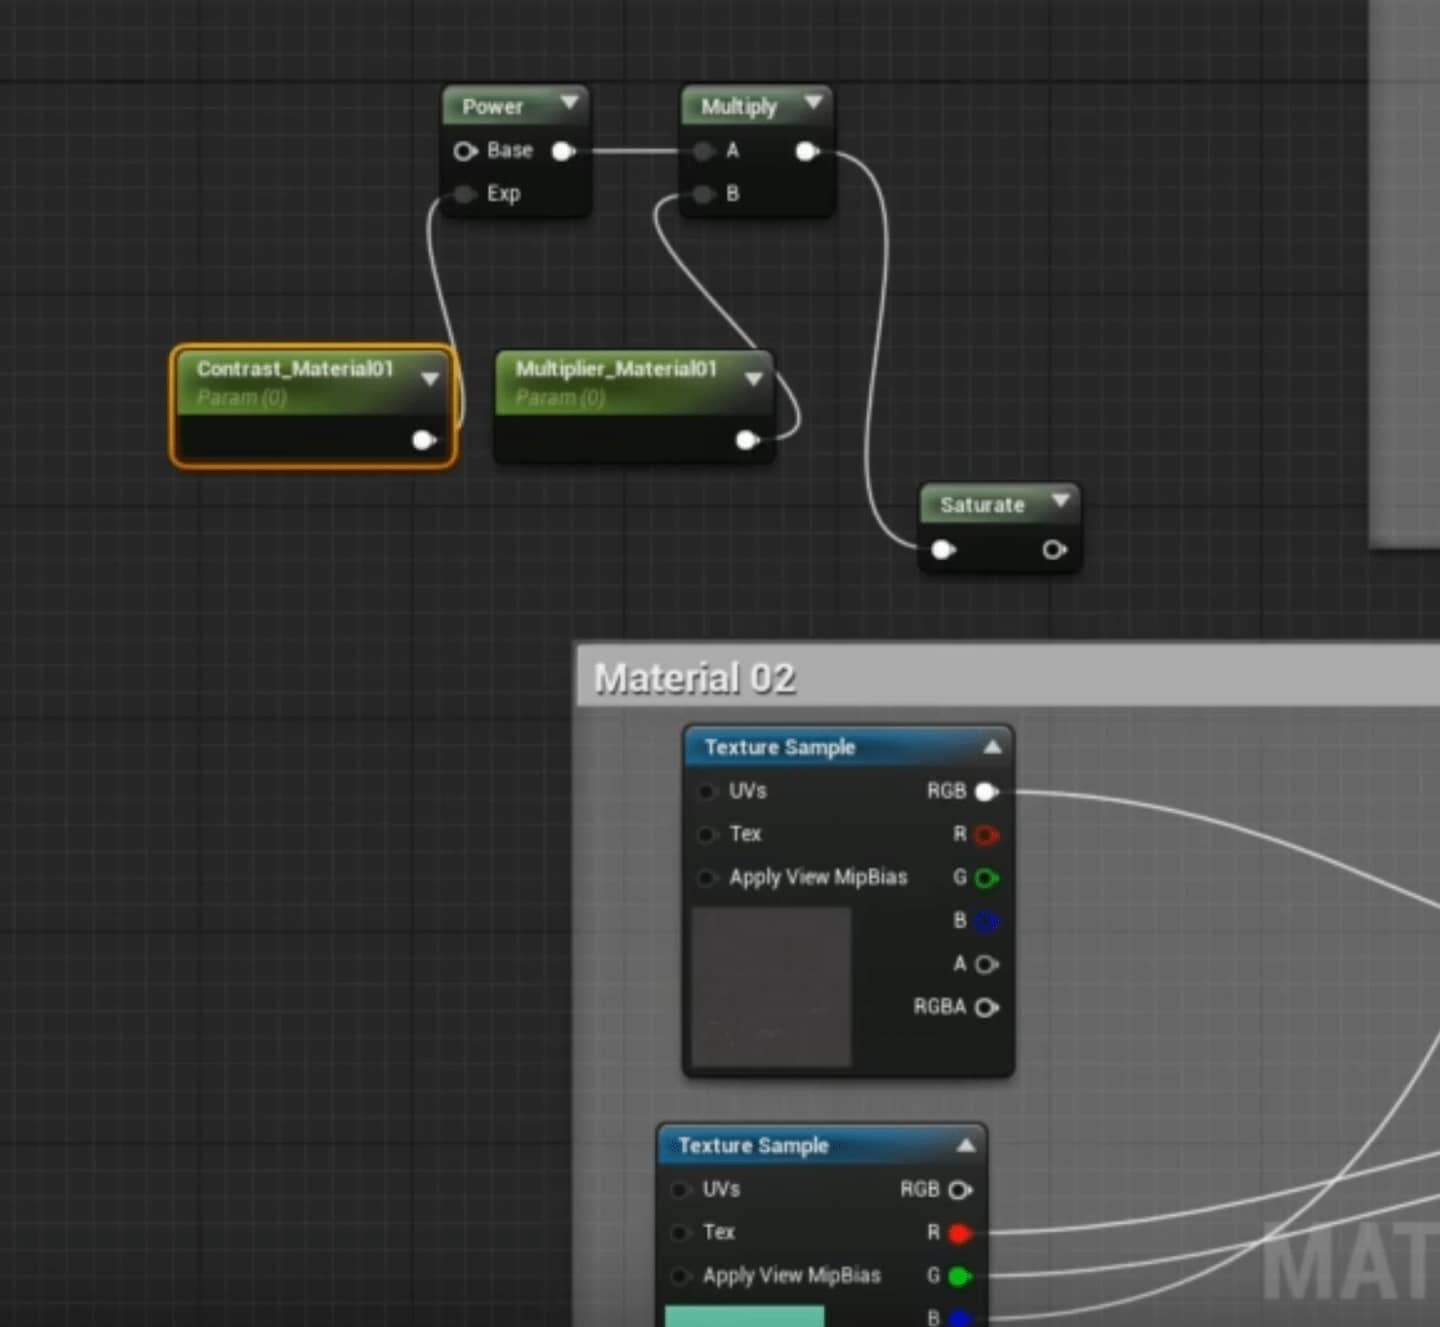 Power
Multiply
Base
A
Exp
B
Contrast_Material01
Param (0)
Multiplier_Material01
Param (0)
Saturate
Material 02
Texture Sample
UVs
RGB
Tex
R
Apply View MipBias
G
B
A
RGBA
Texture Sample
UVs
RGB
Tex
R
Apply View MipBias
G
B
MAT